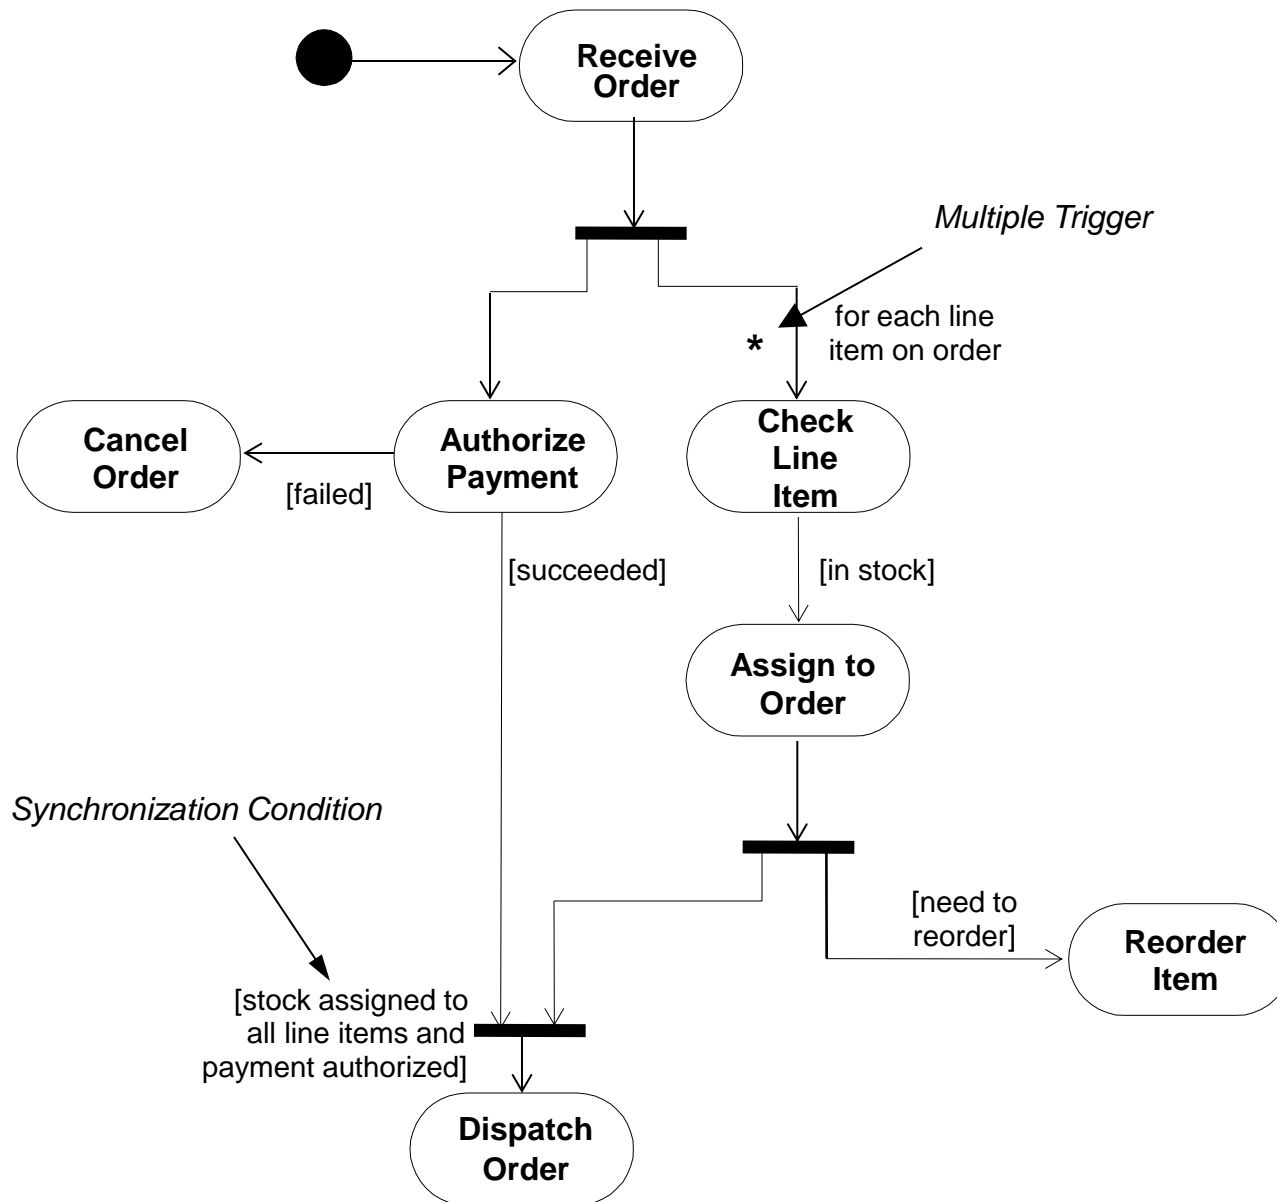 Receive
Order
Multiple Trigger
for each line
item on order
*
Cancel
Order
[failed]
Authorize
Payment
Check
Line
Item
[succeeded]
[in stock]
Assign to
Order
Synchronization Condition
[need to
reorder]
Reorder
Item
[stock assigned to
all line items and
payment authorized]
Dispatch
Order